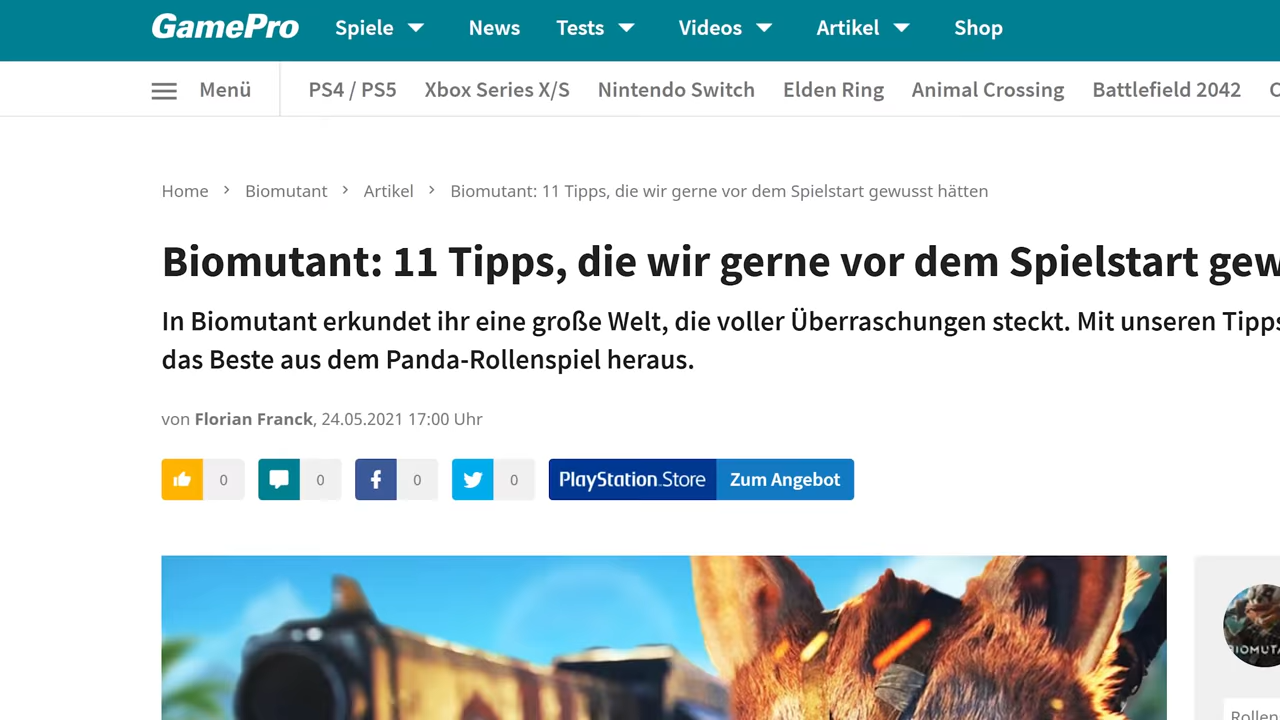 GamePro Spiele News Tests Videos Artikel Shop
Menü PS4 / PS5 Xbox Series X/S Nintendo Switch Elden Ring Animal Crossing Battlefield 2042
Home > Biomutant > Artikel > Biomutant: 11 Tipps, die wir gerne vor dem Spielstart gewusst hätten
Biomutant: 11 Tipps, die wir gerne vor dem Spielstart gew
In Biomutant erkundet ihr eine große Welt, die voller Überraschungen steckt. Mit unseren Tipps
das Beste aus dem Panda-Rollenspiel heraus.
von Florian Franck, 24.05.2021 17:00 Uhr
0 0 0 0 PlayStation Store Zum Angebot